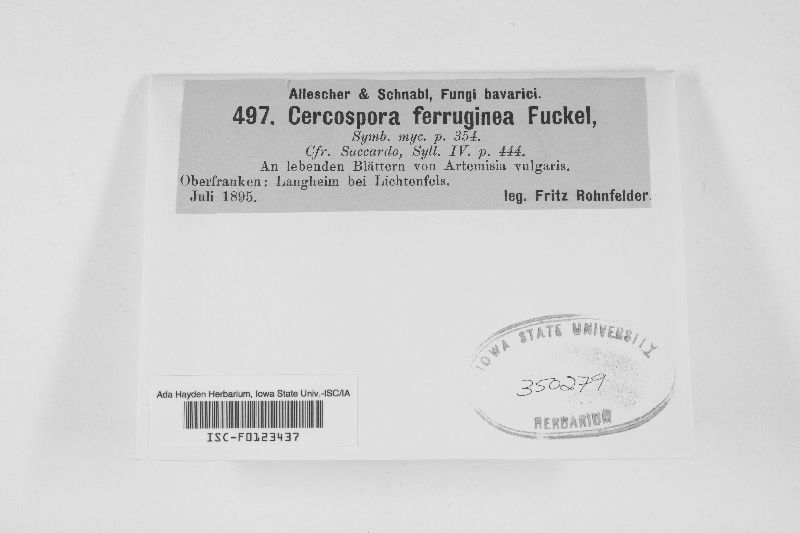 Allescher & Schnabl, Fungi bavarici.
497. Cercospora ferruginea Fuckel,
Symb. myc. p. 354.
Cfr. Saccardo, Syll. IV. p. 444.
An lebenden Blättern von Artemisia vulgaris.
Oberfranken: Langheim bei Lichtenfels.
Juli 1895. leg. Fritz Rohnfelder.
IOWA STATE UNIVERSITY
350279
HERBARIUM
Ada Hayden Herbarium, Iowa State Univ.-ISC/IA
ISC-F0123437